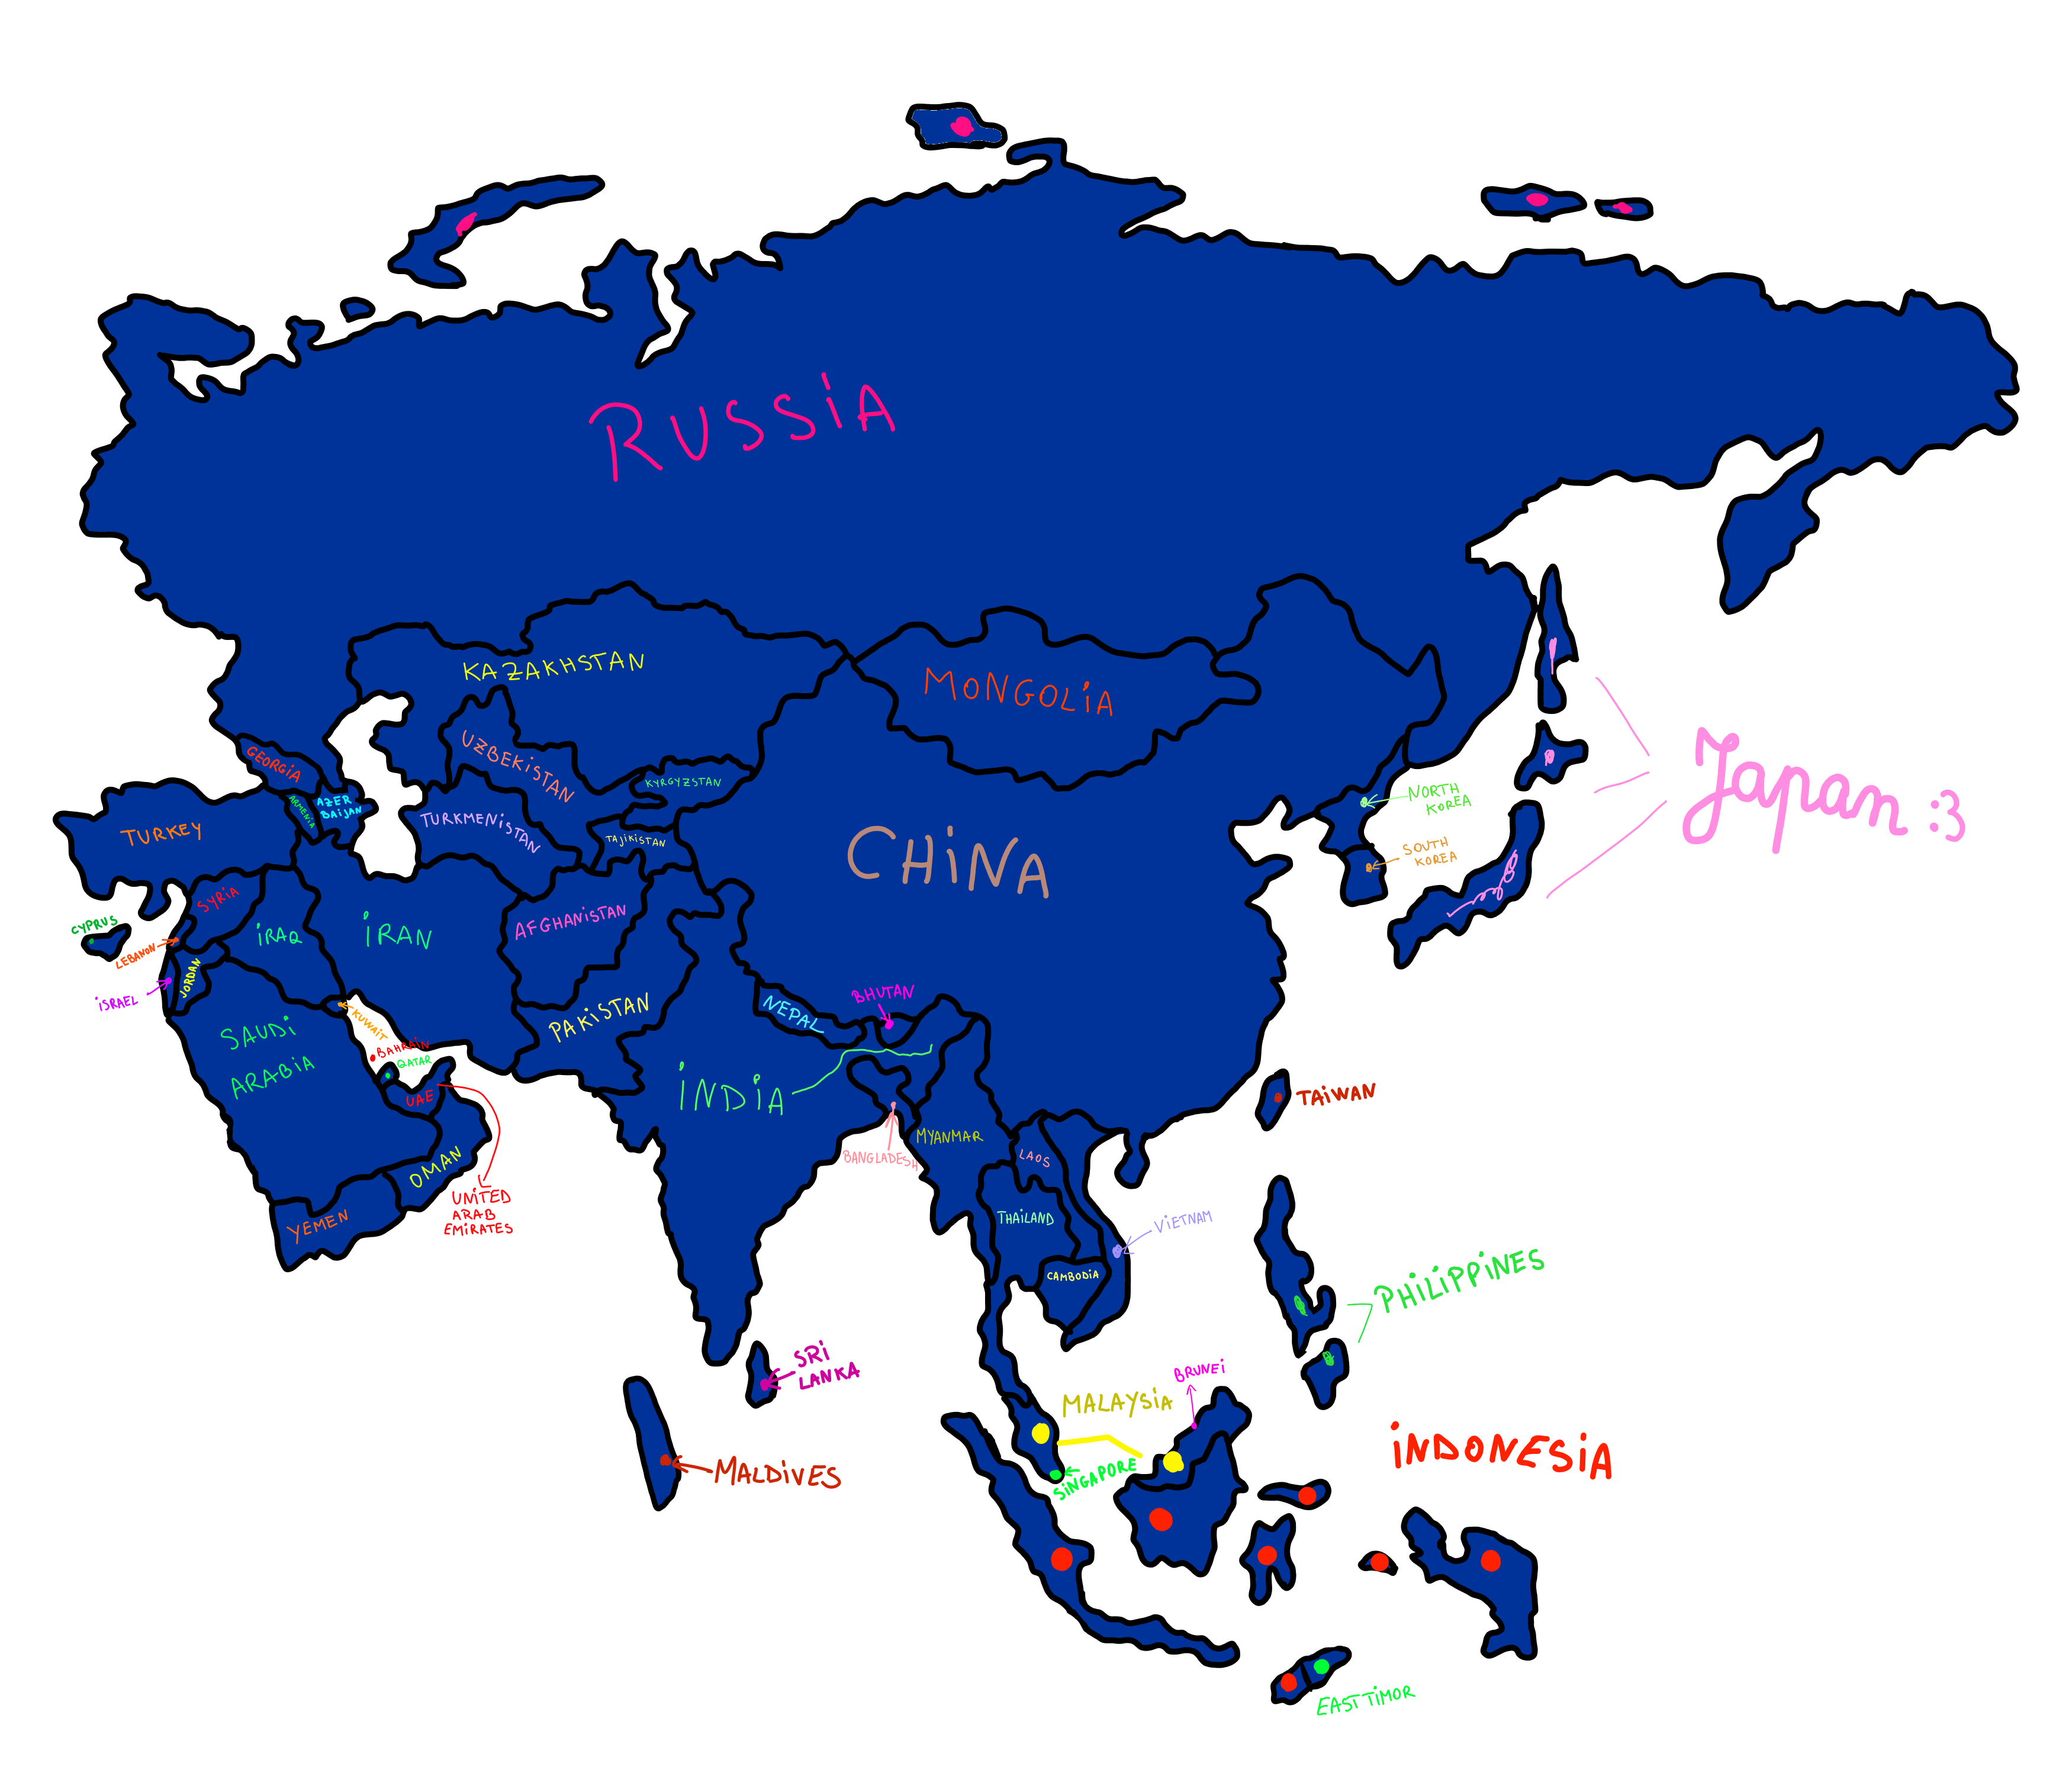 RUSSIA
KAZAKHSTAN
MONGOLIA
UZBEKISTAN
KYRGYZSTAN
GEORGIA
ARMENIA
AZER
BAIJAN
TURKEY
TURKMENISTAN
TAJIKISTAN
CHINA
NORTH
KOREA
SOUTH
KOREA
Japan :3
SYRIA
CYPRUS
LEBANON
IRAQ
IRAN
AFGHANISTAN
ISRAEL
JORDAN
KUWAIT
SAUDI
ARABIA
BAHRAIN
QATAR
UAE
PAKISTAN
NEPAL
BHUTAN
INDIA
BANGLADESH
MYANMAR
LAOS
TAIWAN
OMAN
YEMEN
UNITED
ARAB
EMIRATES
THAILAND
VIETNAM
CAMBODIA
PHILIPPINES
SRI
LANKA
MALDIVES
MALAYSIA
BRUNEI
SINGAPORE
INDONESIA
EAST TIMOR